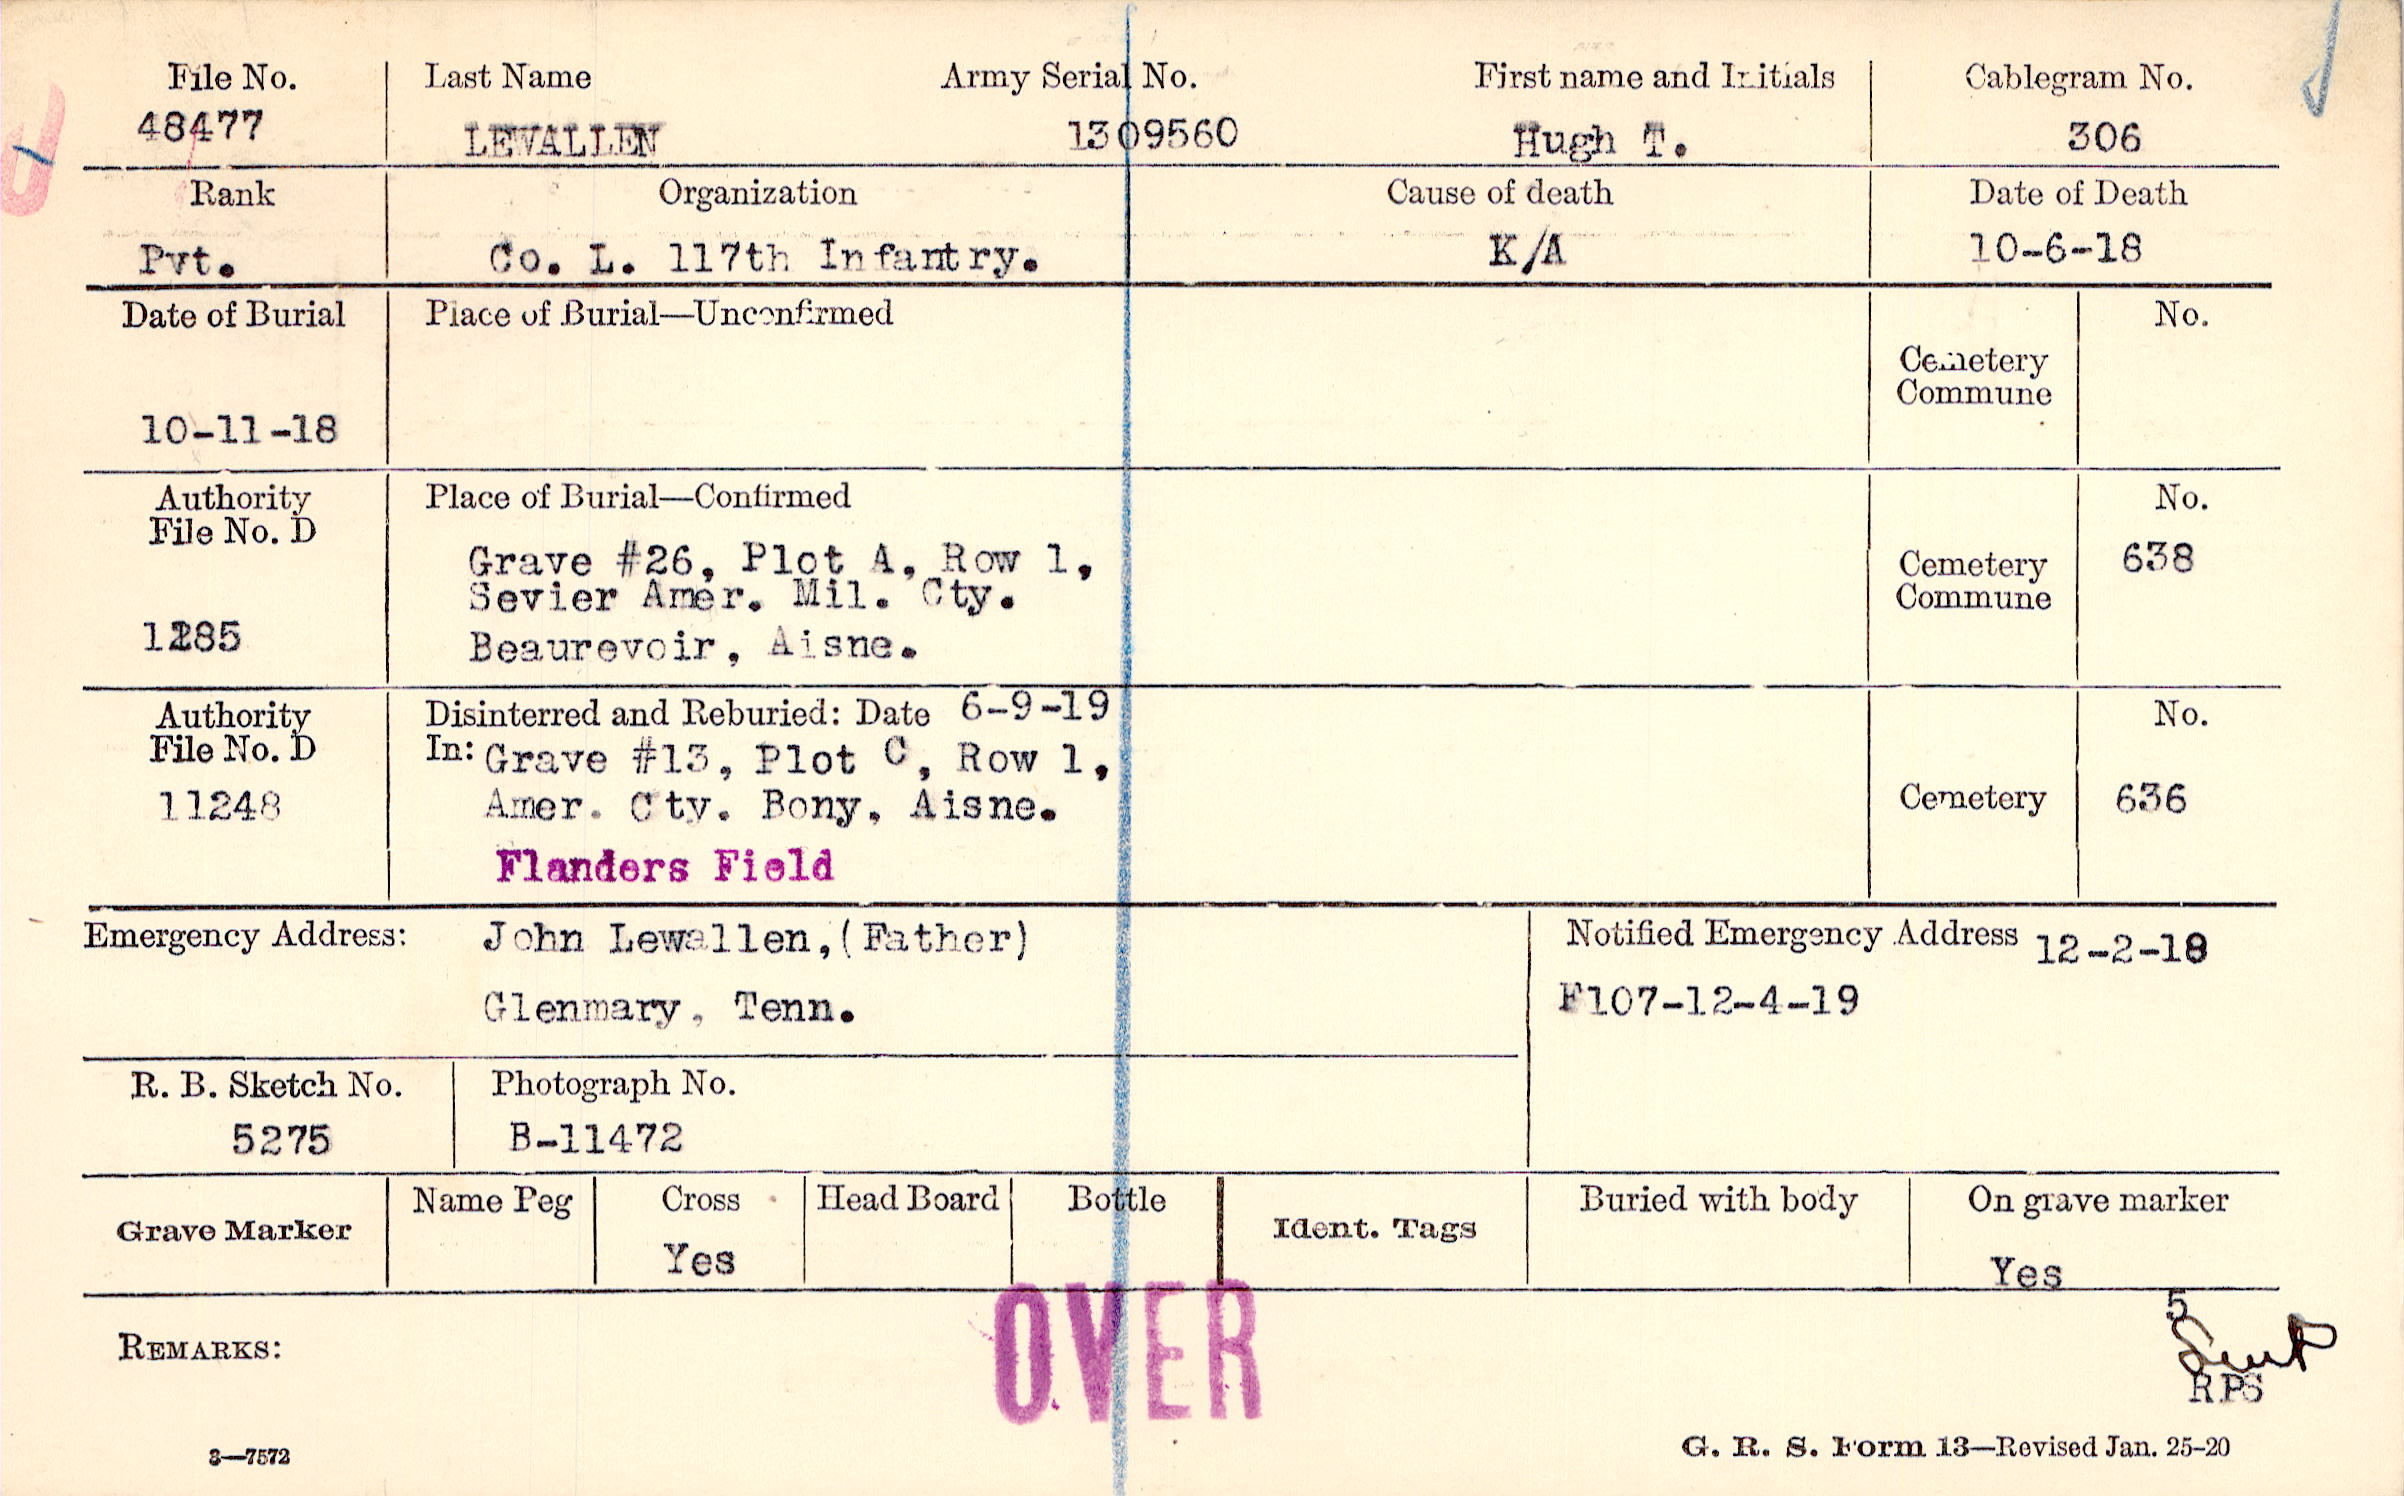 File No. Last Name Army Serial No. First name and Initials Cablegram No.
48477 LEWALLEN 1309560 Hugh T. 306
Rank Organization Cause of death Date of Death
Pvt. Co. L. 117th Infantry. K/A 10-6-18
Date of Burial Place of Burial—Unconfirmed No.
Cemetery
Commune
10-11-18
Authority Place of Burial—Confirmed No.
File No. D
Grave #26, Plot A, Row 1, Cemetery 638
Sevier Amer. Mil. Cty. Commune
1285 Beaurevoir, Aisne.
Authority Disinterred and Reburied: Date 6-9-19 No.
File No. D In: Grave #13, Plot C, Row 1,
11248 Amer. Cty. Bony, Aisne. Cemetery 636
Flanders Field
Emergency Address: John Lewallen,(Father) Notified Emergency Address 12-2-18
Glenmary, Tenn. F107-12-4-19
R. B. Sketch No. Photograph No.
5275 B-11472
Grave Marker Name Peg Cross Head Board Bottle Ident. Tags Buried with body On grave marker
Yes Yes
OVER
5
REMARKS:
RPS
3—7572 G. R. S. Form 13—Revised Jan. 25-20